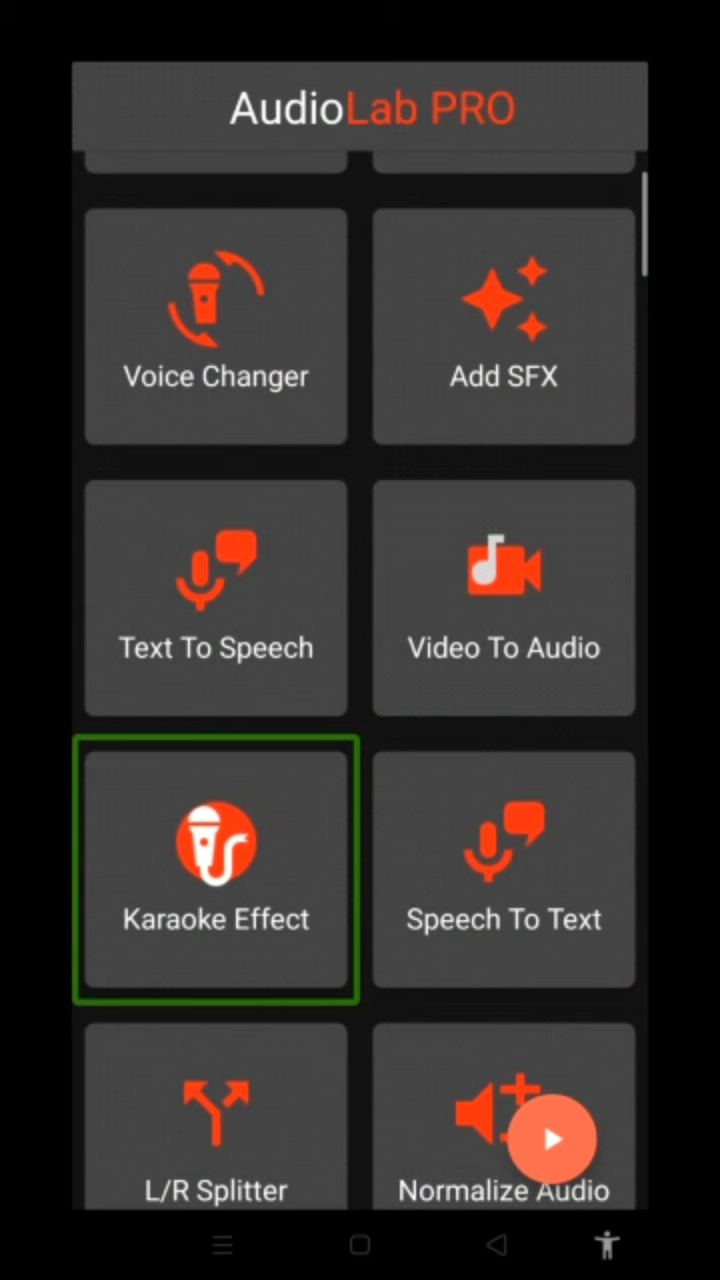 AudioLab PRO
Voice Changer
Add SFX
Text To Speech
Video To Audio
Karaoke Effect
Speech To Text
L/R Splitter
Normalize Audio